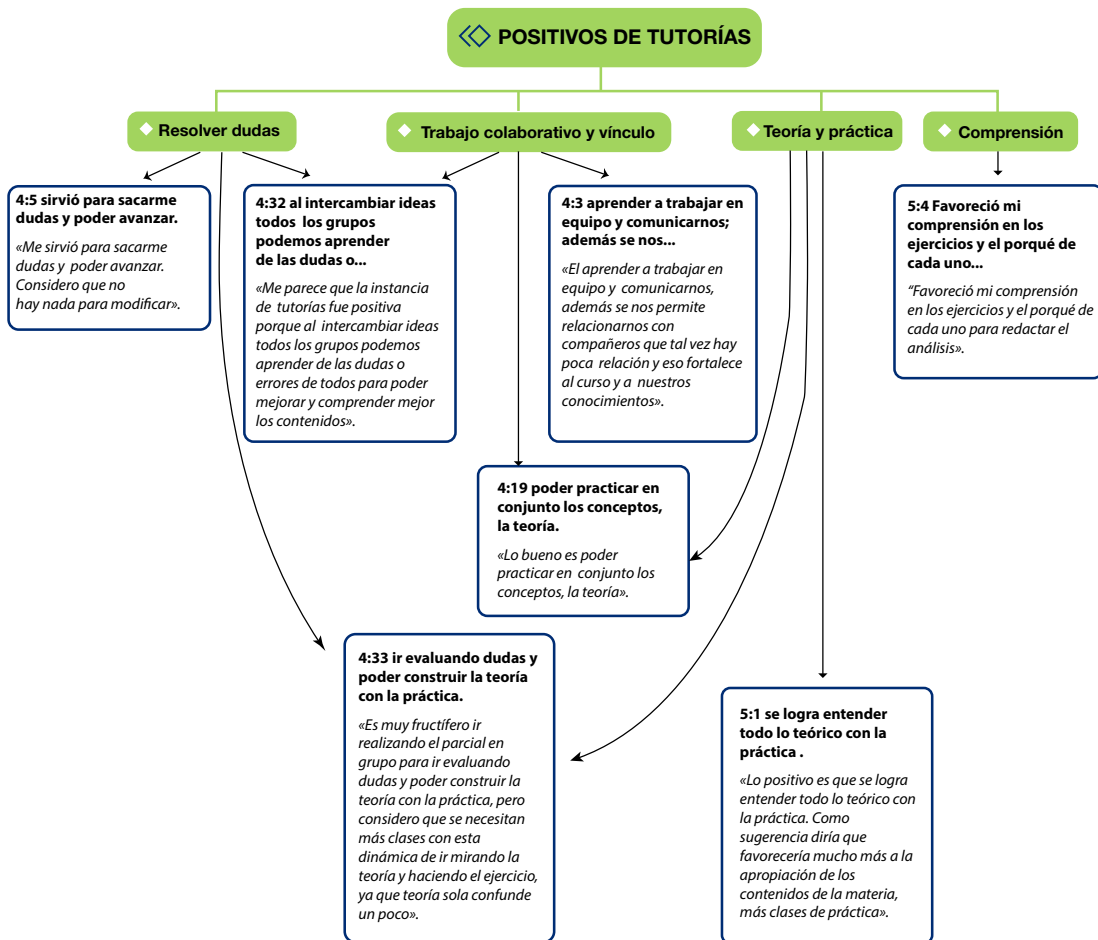 POSITIVOS DE TUTORÍAS
Resolver dudas
Trabajo colaborativo y vínculo
Teoría y práctica
Comprensión
4:5 sirvió para sacarme
dudas y poder avanzar.
«Me sirvió para sacarme
dudas y poder avanzar.
Considero que no
hay nada para modificar».
4:32 al intercambiar ideas
todos los grupos
podemos aprender
de las dudas o...
«Me parece que la instancia
de tutorías fue positiva
porque al intercambiar ideas
todos los grupos podemos
aprender de las dudas o
errores de todos para poder
mejorar y comprender mejor
los contenidos».
4:3 aprender a trabajar en
equipo y comunicarnos;
además se nos...
«El aprender a trabajar en
equipo y comunicarnos,
además se nos permite
relacionarnos con
compañeros que tal vez hay
poca relación y eso fortalece
al curso y a nuestros
conocimientos».
5:4 Favoreció mi
comprensión en los
ejercicios y el porqué de
cada uno...
“Favoreció mi comprensión
en los ejercicios y el porqué de
cada uno para redactar el
análisis».
4:19 poder practicar en
conjunto los conceptos,
la teoría.
«Lo bueno es poder
practicar en conjunto los
conceptos, la teoría».
4:33 ir evaluando dudas y
poder construir la teoría
con la práctica.
«Es muy fructífero ir
realizando el parcial en
grupo para ir evaluando
dudas y poder construir la
teoría con la práctica, pero
considero que se necesitan
más clases con esta
dinámica de ir mirando la
teoría y haciendo el ejercicio,
ya que teoría sola confunde
un poco».
5:1 se logra entender
todo lo teórico con la
práctica .
«Lo positivo es que se logra
entender todo lo teórico con
la práctica. Como
sugerencia diría que
favorecería mucho más a la
apropiación de los
contenidos de la materia,
más clases de práctica».